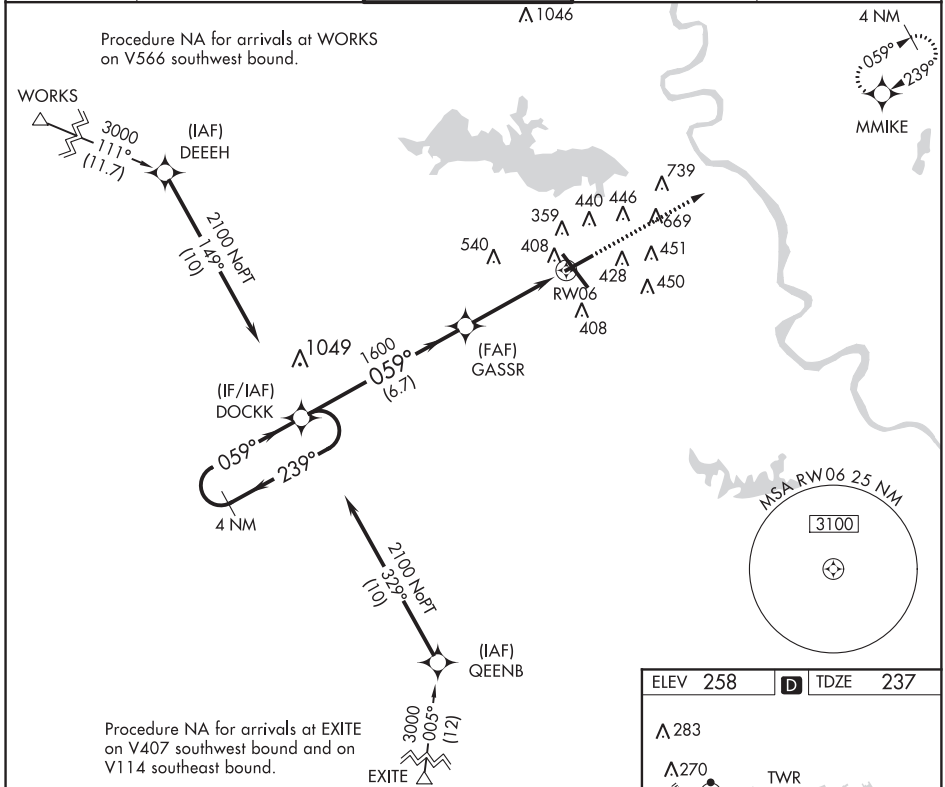 1046
Procedure NA for arrivals at WORKS
on V566 southwest bound.
4 NM
059°
239°
MMIKE
WORKS
3000
111°
(11.7)
(IAF)
DEEEH
2100 NoPT
149°
(10)
739
669
446
440
359
540
408
451
428
450
RW06
408
(FAF)
GASSR
1049
1600
059°
(6.7)
(IF/IAF)
DOCKK
059°
239°
4 NM
MSA RW06 25 NM
3100
2100 NoPT
329°
(10)
(IAF)
QEENB
3000
005°
(12)
EXITE
Procedure NA for arrivals at EXITE
on V407 southwest bound and on
V114 southeast bound.
ELEV 258 D TDZE 237
283
270
TWR